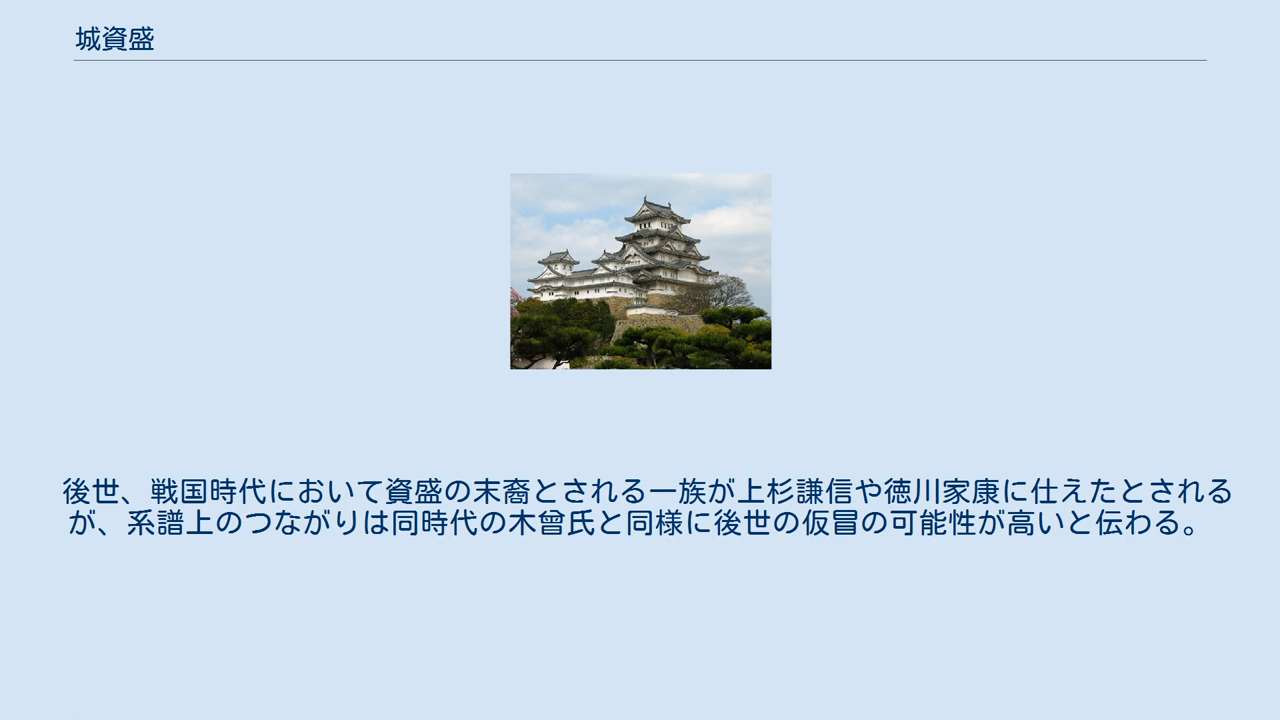 城資盛
後世、戦国時代において資盛の末裔とされる一族が上杉謙信や徳川家康に仕えたとされる
が、系譜上のつながりは同時代の木曾氏と同様に後世の仮冒の可能性が高いと伝わる。